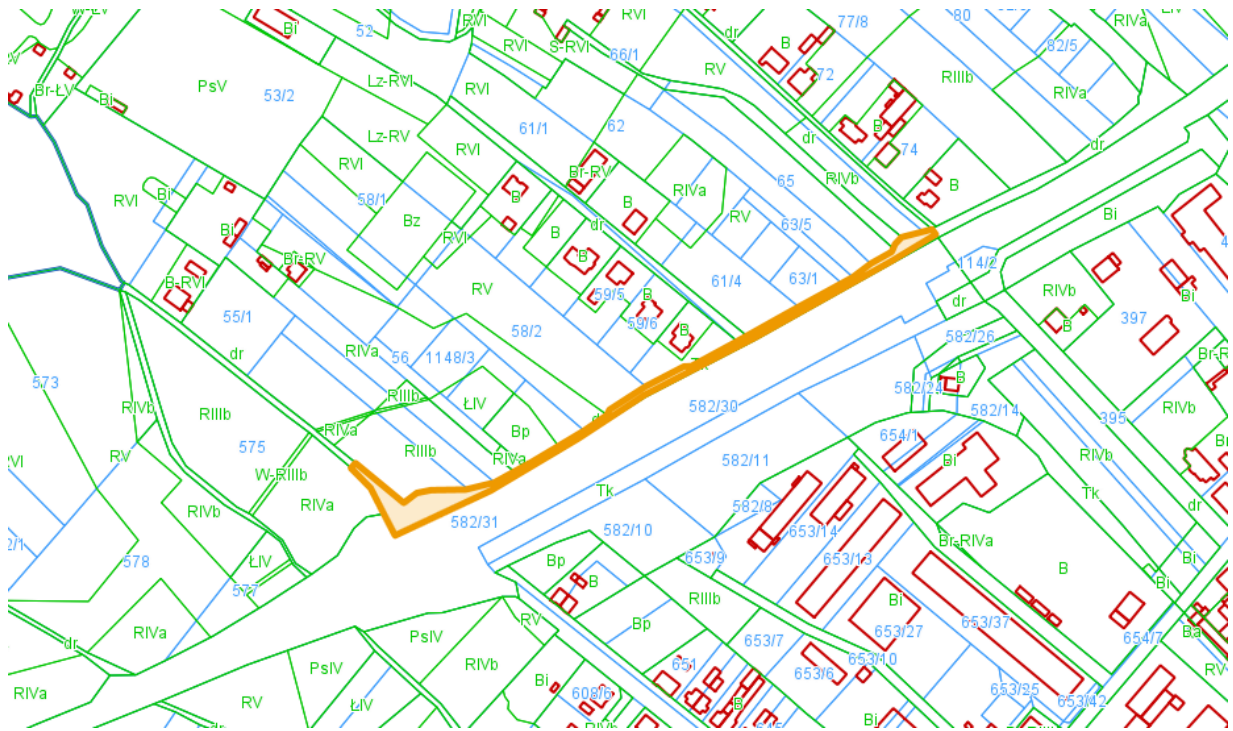 52
RVI
S-RVI
RVI
66/1
77/8
80
RIVa
Bi
dr
B
82/5
72
RV
RIIIb
RIVa
PsV
Lz-RVI
RVI
53/2
Br-ŁV
Bi
61/1
62
Lz-RV
RVI
dr
B
74
dr
RVI
Br-RV
RIVa
65
RIVb
B
RVI
Bi
58/1
B
Bz
B
RV
63/5
Bi
Bi
RVI
B
dr
Br-RV
B
114/2
B-RVI
RV
61/4
63/1
RIVb
Bi
59/5
B
dr
55/1
58/2
59/6
B
397
B
582/26
dr
RIVa
56
1148/3
Tk
573
582/24
B
RIIIb
ŁIV
582/30
RIVb
RIIIb
582/14
395
RIVb
RIVa
Bp
654/1
575
RV
RIIIb
RIVa
582/11
Bi
RIVb
W-RIIIb
Tk
Tk
RIVb
RIVa
582/31
582/8
dr
582/10
653/14
Br-RIVa
578
ŁIV
Bp
653/9
653/13
Bi
B
B
Bi
577
RIIIb
Bi
RIVa
dr
PsIV
RV
Bp
653/7
653/27
653/37
654/7
Ba
PsIV
RIVb
651
653/6
653/10
RIVa
RV
ŁIV
Bi
608/6
653/25
653/42
B
Bi
RIVb